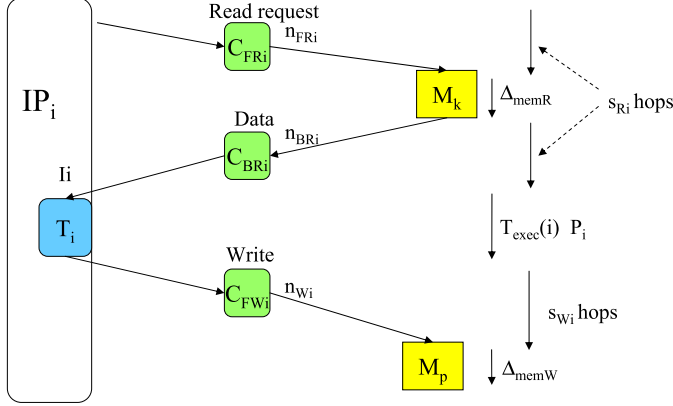 Read request
C_FRi
n_FRi
IP_i
M_k
Δ_memR
s_Ri hops
Data
C_BRi
n_BRi
Ii
T_i
T_exec(i) P_i
Write
C_FWi
n_Wi
s_Wi hops
M_p
Δ_memW